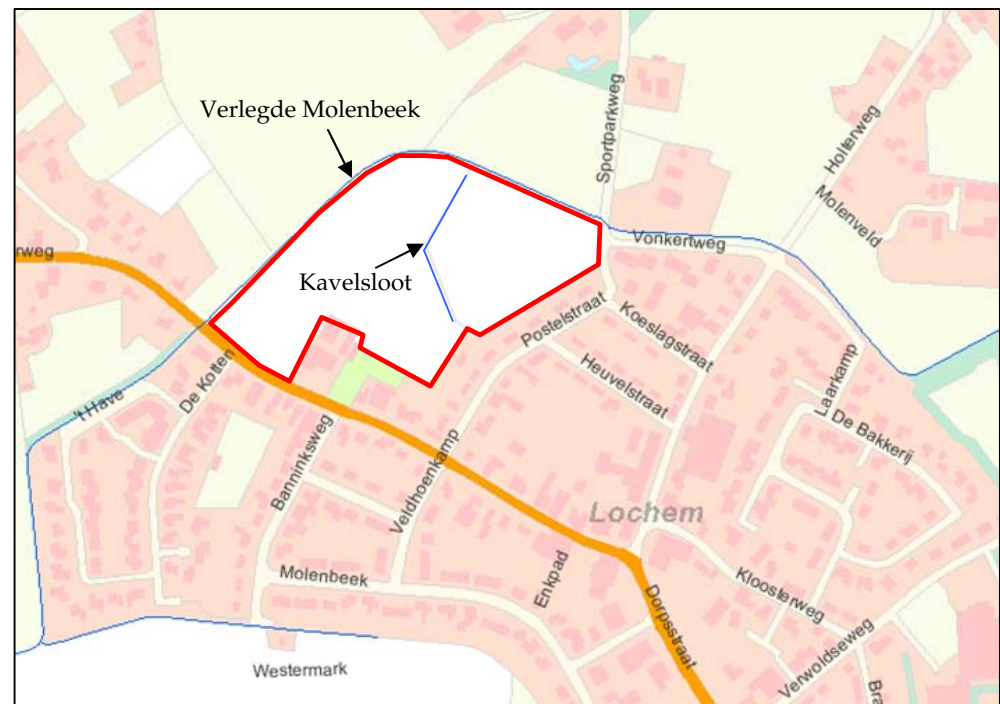 Verlegde Molenbeek
Sportparkweg
Holterweg
Molenveld
Vonkertweg
rweg
Kavelsloot
Postelstraat
Koeslagstraat
Heuvelstraat
Laarkamp
De Bakkerij
De Kotten
't Have
Banninksweg
Veldhoenkamp
Lochem
Molenbeek
Enkpad
Dorpsstraat
Kloosterweg
Verwoldseweg
Westermark
Bra